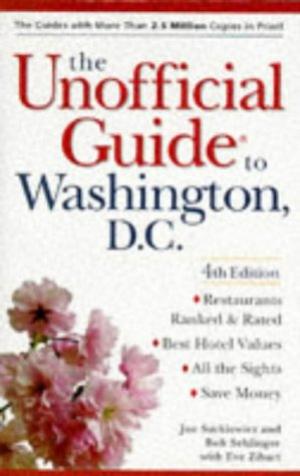 The Guides with More Than 2.5 Million Copies in Print!
the
Unofficial
Guide® to
Washington,
D.C.
4th Edition
♦Restaurants
Ranked & Rated
♦Best Hotel Values
♦All the Sights
♦Save Money
Joe Surkiewicz and
Bob Sehlinger
with Eve Zibart